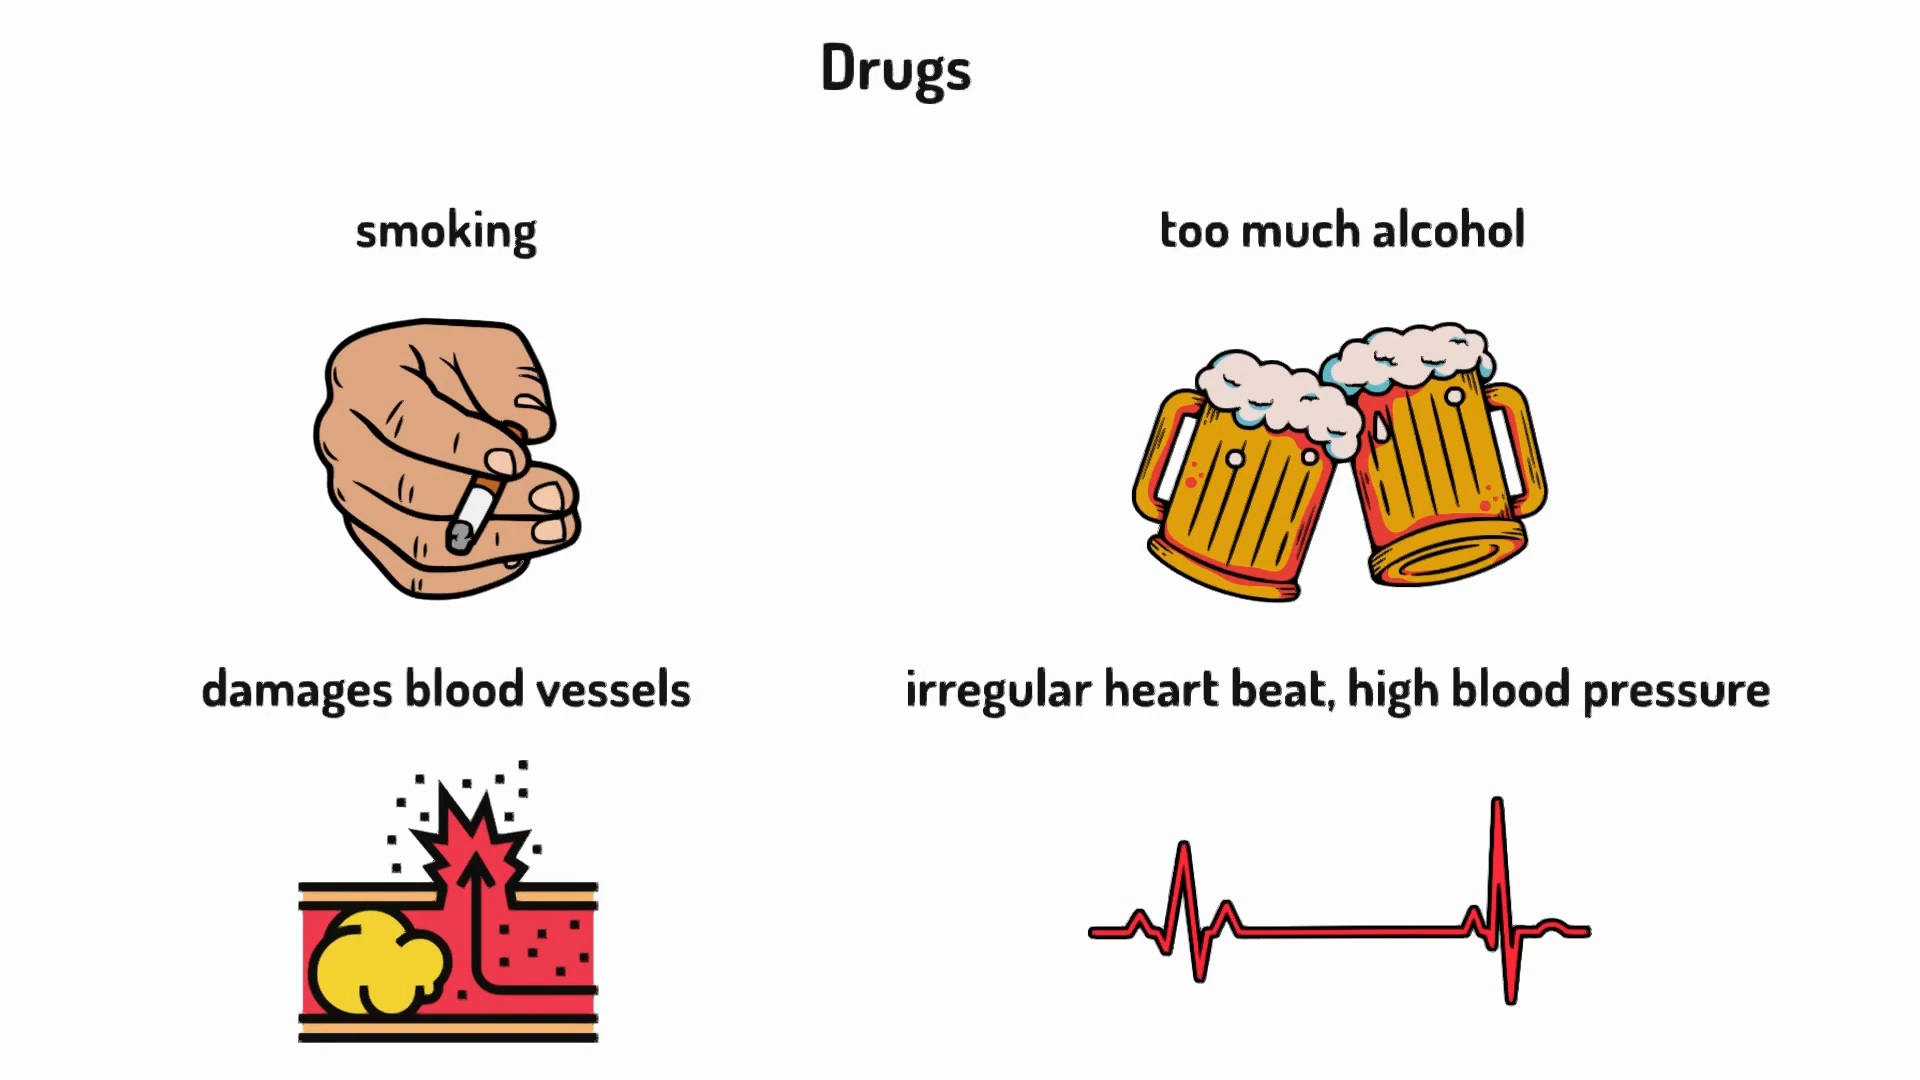 Drugs
smoking
too much alcohol
damages blood vessels
irregular heart beat, high blood pressure